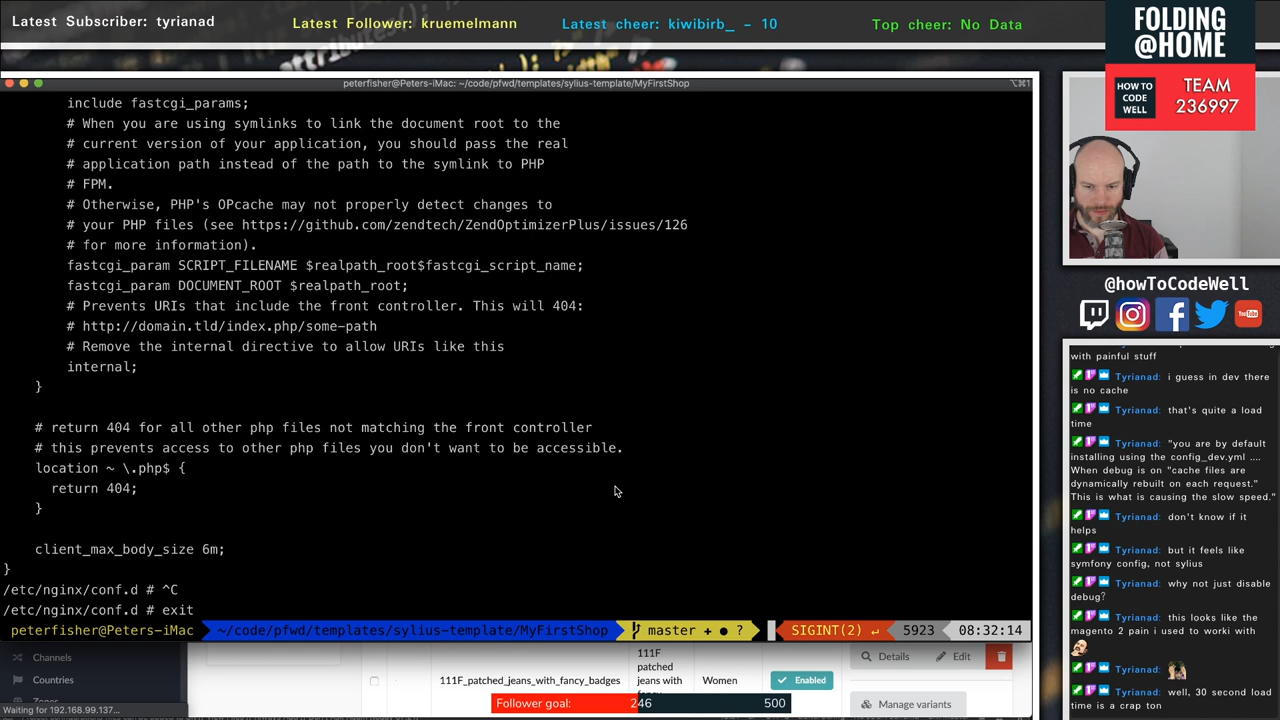 Latest Subscriber: tyrianad
Latest Follower: kruemelmann
Latest cheer: kiwibirb_ - 10
Top cheer: No Data
FOLDING
@HOME
HOW TO
CODE
WELL
TEAM
236997
peterfisher@Peters-iMac: ~/code/pfwd/templates/sylius-template/MyFirstShop
⌥⌘1
include fastcgi_params;
# When you are using symlinks to link the document root to the
# current version of your application, you should pass the real
# application path instead of the path to the symlink to PHP
# FPM.
# Otherwise, PHP's OPcache may not properly detect changes to
# your PHP files (see https://github.com/zendtech/ZendOptimizerPlus/issues/126
# for more information).
fastcgi_param SCRIPT_FILENAME $realpath_root$fastcgi_script_name;
fastcgi_param DOCUMENT_ROOT $realpath_root;
# Prevents URIs that include the front controller. This will 404:
# http://domain.tld/index.php/some-path
# Remove the internal directive to allow URIs like this
internal;
}
# return 404 for all other php files not matching the front controller
# this prevents access to other php files you don't want to be accessible.
location ~ \.php$ {
return 404;
}
client_max_body_size 6m;
}
/etc/nginx/conf.d # ^C
/etc/nginx/conf.d # exit
peterfisher@Peters-iMac ~/code/pfwd/templates/sylius-template/MyFirstShop master + ● ? SIGINT(2) ↵ 5923 08:32:14
@howToCodeWell
You Tube
with painful stuff
Tyrianad: i guess in dev there
is no cache
Tyrianad: that's quite a load
time
Tyrianad: "you are by default
installing using the config_dev.yml ....
When debug is on "cache files are
dynamically rebuilt on each request."
This is what is causing the slow speed."
Tyrianad: don't know if it
helps
Tyrianad: but it feels like
symfony config, not sylius
Tyrianad: why not just disable
debug?
Tyrianad: this looks like the
magento 2 pain i used to worki with
Tyrianad:
Tyrianad: well, 30 second load
time is a crap ton
Channels
Countries
Waiting for 192.168.99.137...
111F_patched_jeans_with_fancy_badges
111F
patched
jeans with
Women
Enabled
Details
Edit
Manage variants
Follower goal: 246 500